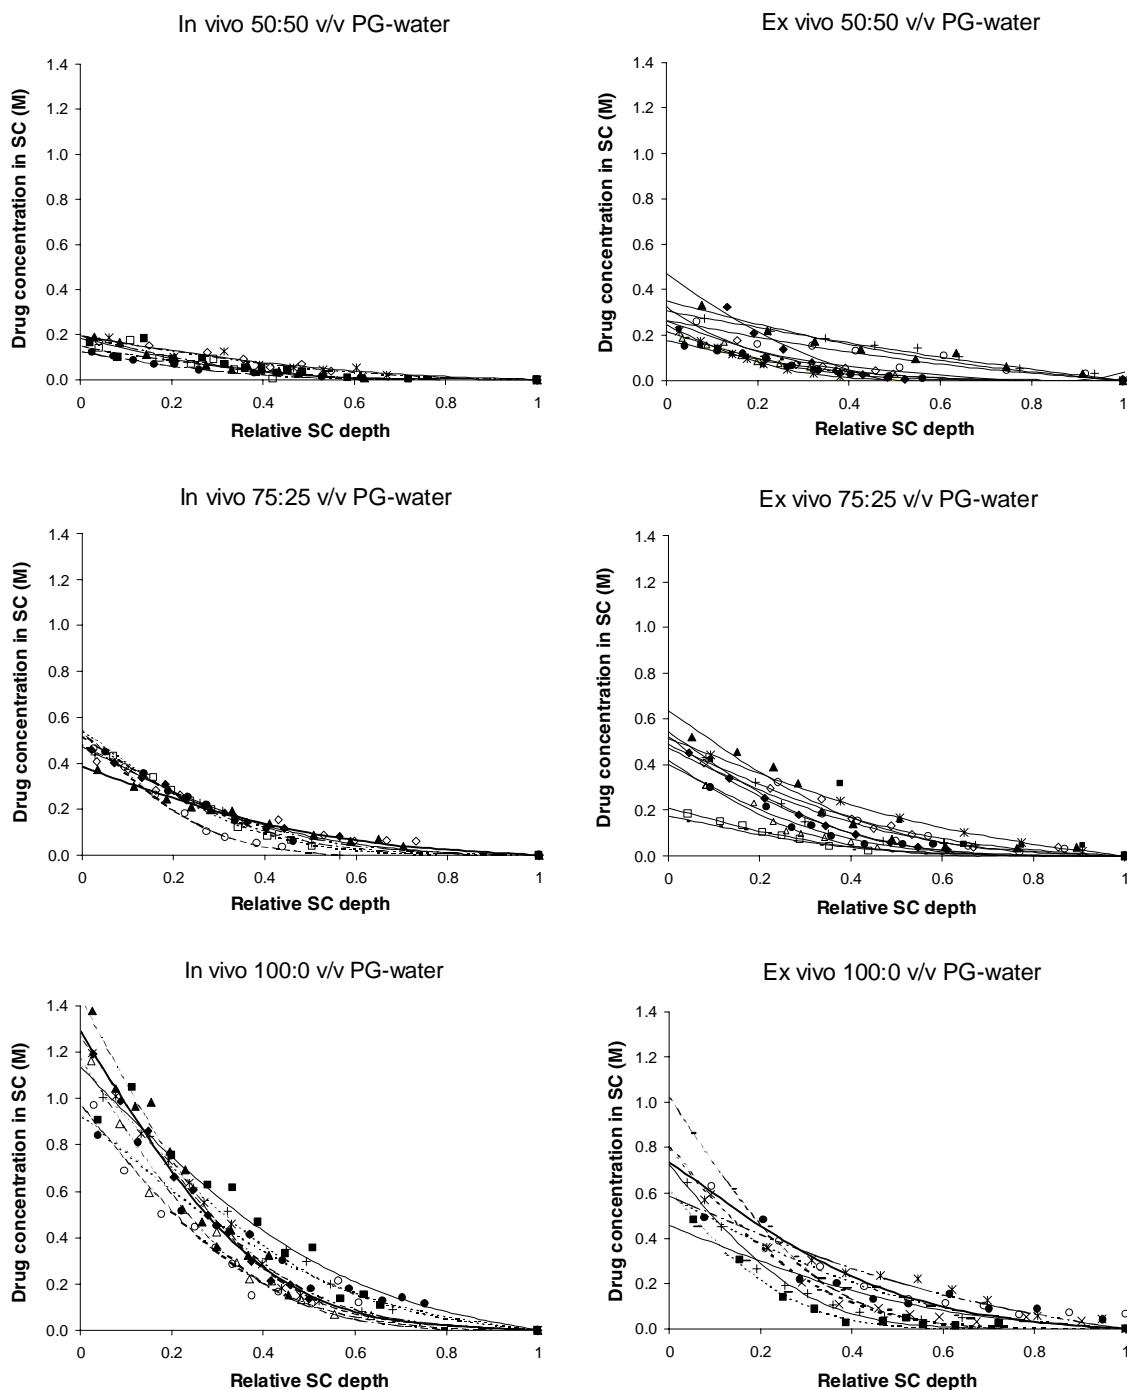 In vivo 50:50 v/v PG-water
Drug concentration in SC (M)
1.4
1.2
1.0
0.8
0.6
0.4
0.2
0.0
0 0.2 0.4 0.6 0.8 1
Relative SC depth
Ex vivo 50:50 v/v PG-water
Drug concentration in SC (M)
1.4
1.2
1.0
0.8
0.6
0.4
0.2
0.0
0 0.2 0.4 0.6 0.8 1
Relative SC depth
In vivo 75:25 v/v PG-water
Drug concentration in SC (M)
1.4
1.2
1.0
0.8
0.6
0.4
0.2
0.0
0 0.2 0.4 0.6 0.8 1
Relative SC depth
Ex vivo 75:25 v/v PG-water
Drug concentration in SC (M)
1.4
1.2
1.0
0.8
0.6
0.4
0.2
0.0
0 0.2 0.4 0.6 0.8 1
Relative SC depth
In vivo 100:0 v/v PG-water
Drug concentration in SC (M)
1.4
1.2
1.0
0.8
0.6
0.4
0.2
0.0
0 0.2 0.4 0.6 0.8 1
Relative SC depth
Ex vivo 100:0 v/v PG-water
Drug concentration in SC (M)
1.4
1.2
1.0
0.8
0.6
0.4
0.2
0.0
0 0.2 0.4 0.6 0.8 1
Relative SC depth